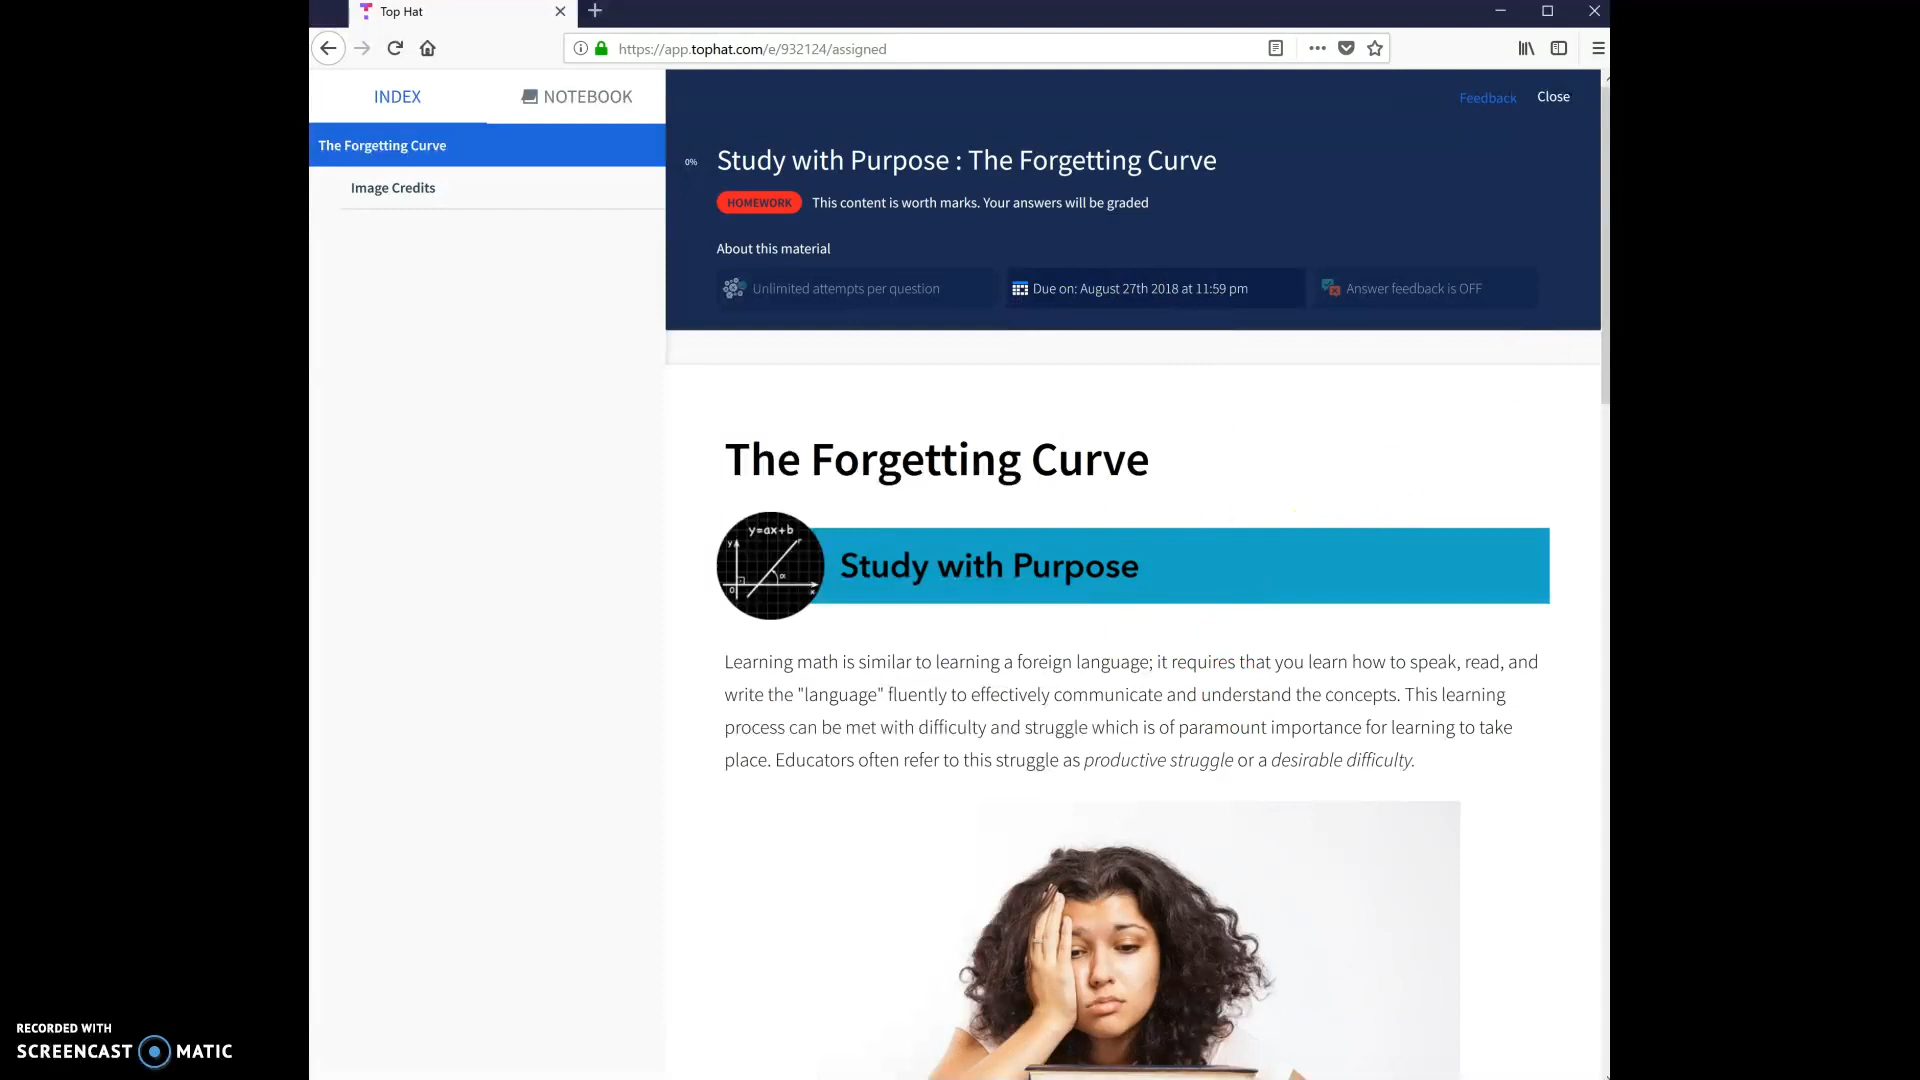 Top Hat
https://app.tophat.com/e/932124/assigned
INDEX
NOTEBOOK
Feedback
Close
The Forgetting Curve
Image Credits
0%
Study with Purpose : The Forgetting Curve
HOMEWORK
This content is worth marks. Your answers will be graded
About this material
Unlimited attempts per question
Due on: August 27th 2018 at 11:59 pm
Answer feedback is OFF
The Forgetting Curve
y=ax+b
y
α
0
x
Study with Purpose
Learning math is similar to learning a foreign language; it requires that you learn how to speak, read, and
write the "language" fluently to effectively communicate and understand the concepts. This learning
process can be met with difficulty and struggle which is of paramount importance for learning to take
place. Educators often refer to this struggle as productive struggle or a desirable difficulty.
RECORDED WITH
SCREENCAST MATIC